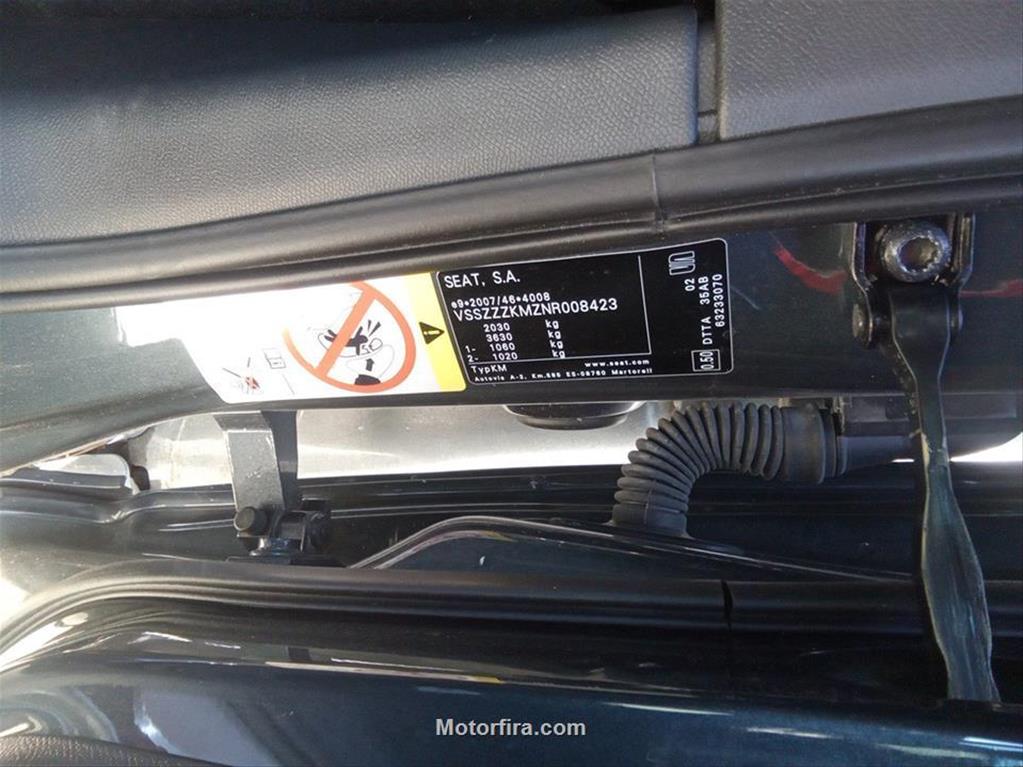 SEAT, S.A.
e9*2007/46*4008
VSSZZZKMZNR008423
2030 kg
3630 kg
1- 1060 kg
2- 1020 kg
TypKM
www.seat.com
Autovia A-2, Km.585 ES-08760 Martorell
0.50 DTTA 35AB
02
63233070
Motorfira.com